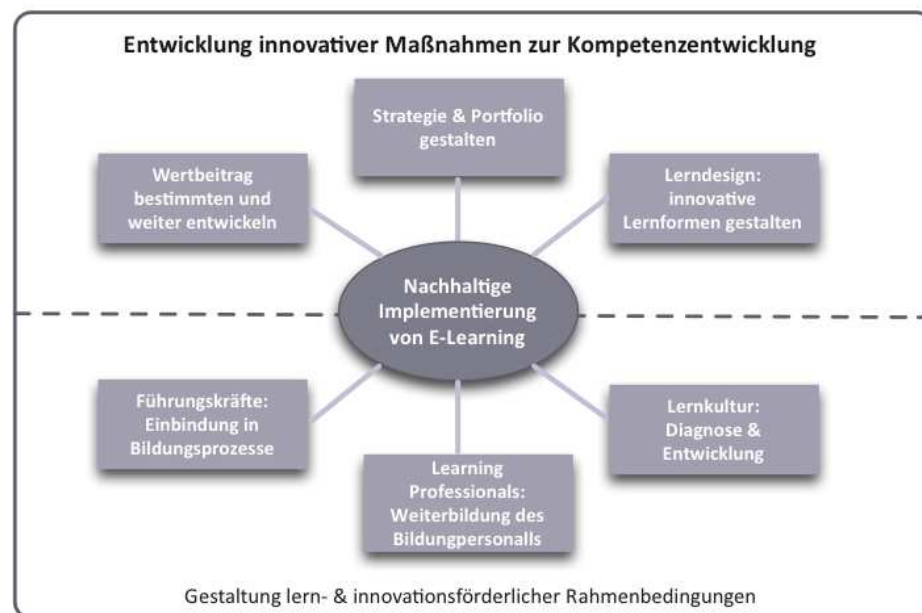 Entwicklung innovativer Maßnahmen zur Kompetenzentwicklung
Strategie & Portfolio
gestalten
Wertbeitrag
bestimmten und
weiter entwickeln
Lerndesign:
innovative
Lernformen gestalten
Nachhaltige
Implementierung
von E-Learning
Führungskräfte:
Einbindung in
Bildungsprozesse
Lernkultur:
Diagnose &
Entwicklung
Learning
Professionals:
Weiterbildung des
Bildungpersonalls
Gestaltung lern- & innovationsförderlicher Rahmenbedingungen